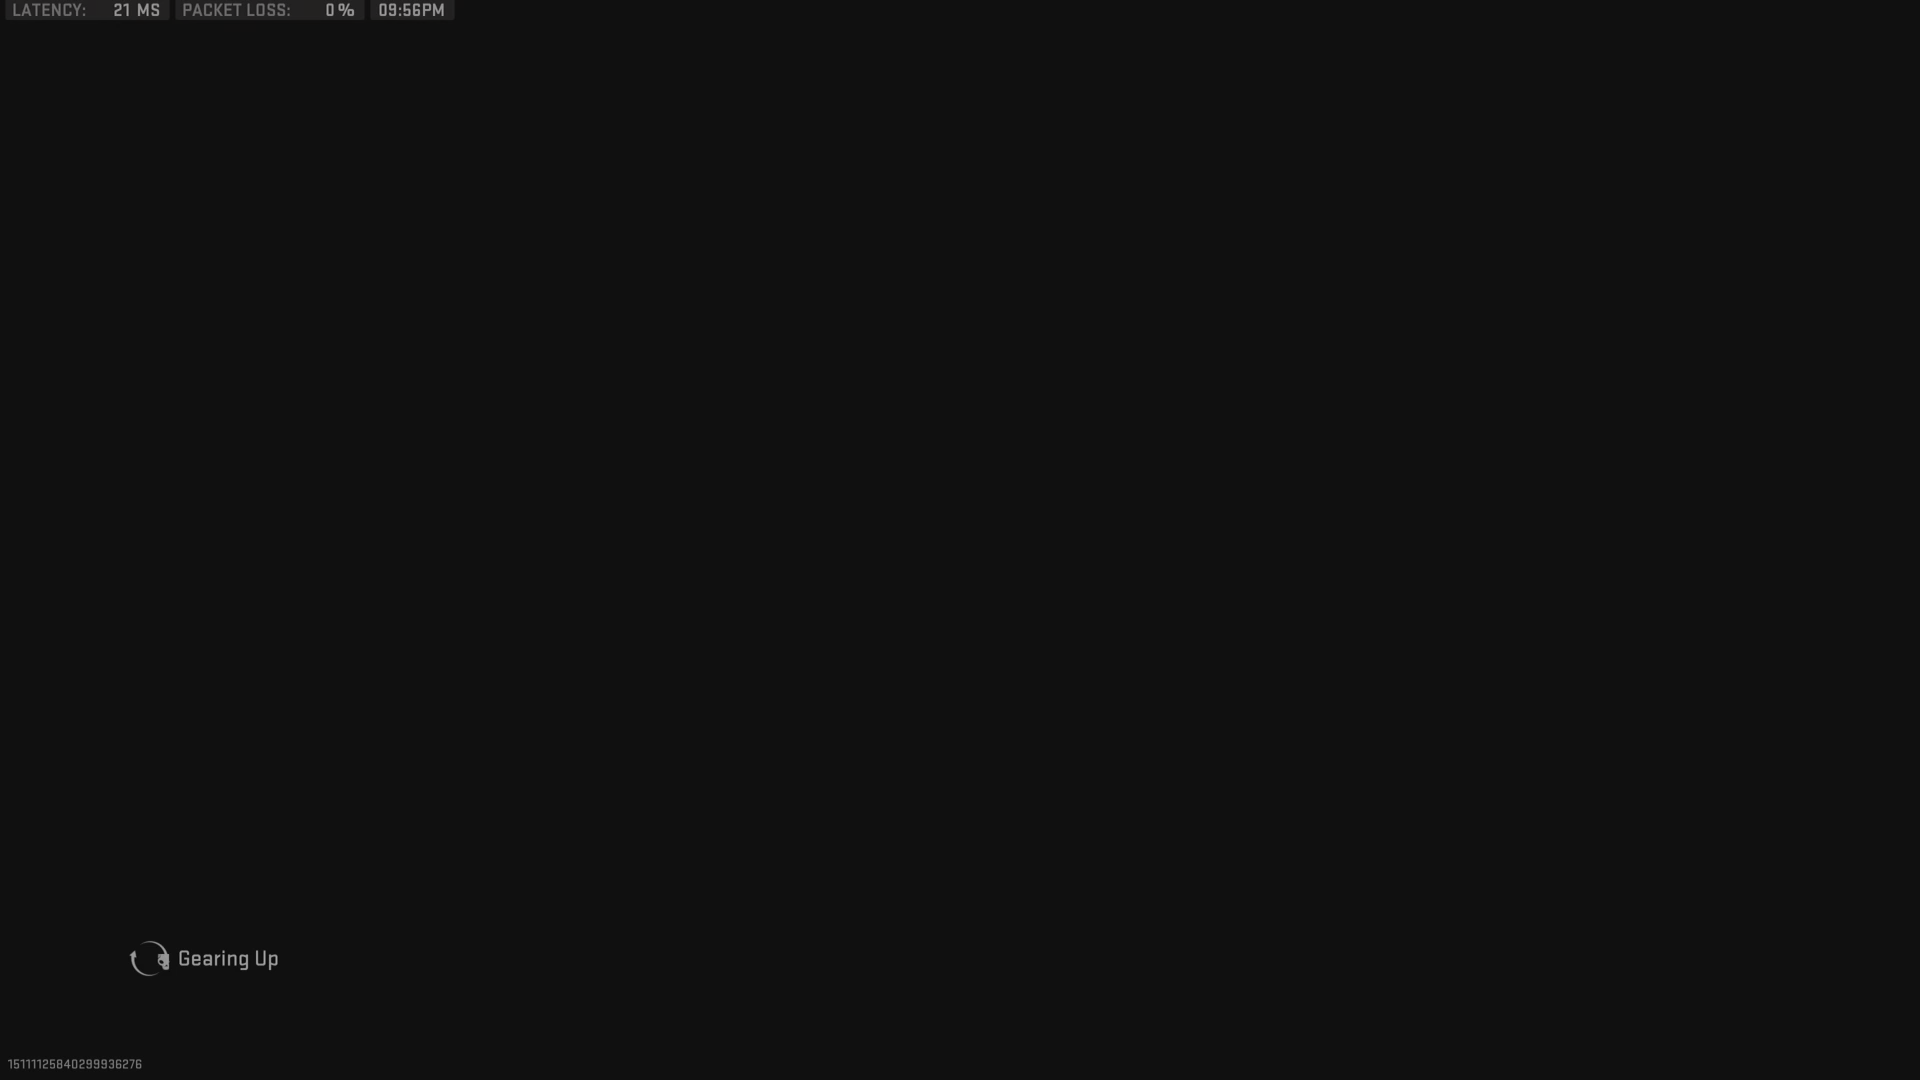 LATENCY: 21 MS PACKET LOSS: 0 % 09:56PM
Gearing Up
15111125840299936276